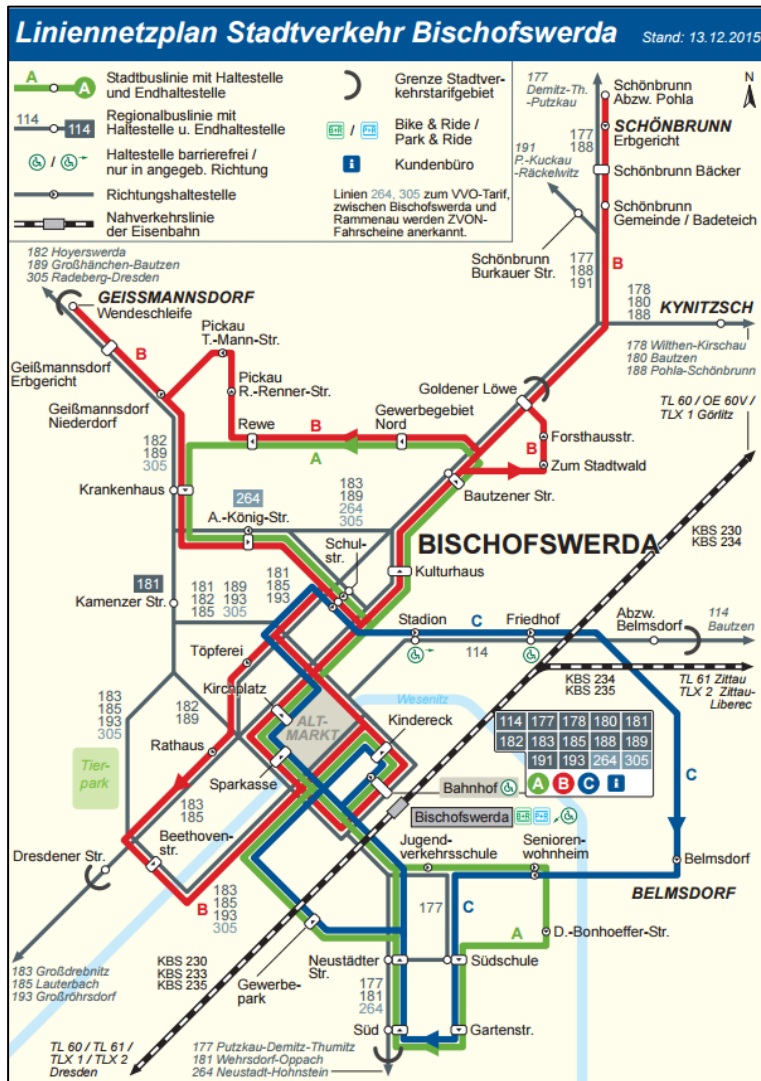 Liniennetzplan Stadtverkehr Bischofswerda Stand: 13.12.2015
A
A
Stadtbuslinie mit Haltestelle
und Endhaltestelle
114
114
Regionalbuslinie mit
Haltestelle u. Endhaltestelle
/
Haltestelle barrierefrei /
nur in angegeb. Richtung
Richtungshaltestelle
Nahverkehrslinie
der Eisenbahn
Grenze Stadtver-
kehrstarifgebiet
B+R / P+R
Bike & Ride /
Park & Ride
i
Kundenbüro
Linien 264, 305 zum VVO-Tarif,
zwischen Bischofswerda und
Rammenau werden ZVON-
Fahrscheine anerkannt.
N
177
Demitz-Th.
-Putzkau
Schönbrunn
Abzw. Pohla
SCHÖNBRUNN
Erbgericht
177
188
191
P.-Kuckau
-Räckelwitz
Schönbrunn Bäcker
Schönbrunn
Gemeinde / Badeteich
Schönbrunn
Burkauer Str.
177
188
191
B
182 Hoyerswerda
189 Großhänchen-Bautzen
305 Radeberg-Dresden
GEISSMANNSDORF
Wendeschleife
178
180
188
KYNITZSCH
178 Wilthen-Kirschau
180 Bautzen
188 Pohla-Schönbrunn
B
Pickau
T.-Mann-Str.
Geißmannsdorf
Erbgericht
Pickau
R.-Renner-Str.
Goldener Löwe
TL 60 / OE 60V /
TLX 1 Görlitz
Geißmannsdorf
Niederdorf
Rewe
B
Gewerbegebiet
Nord
Forsthausstr.
B
A
Zum Stadtwald
182
189
305
Krankenhaus
183
189
264
305
Bautzener Str.
264
A.-König-Str.
KBS 230
KBS 234
BISCHOFSWERDA
Schul-
str.
Kulturhaus
181
Kamenzer Str.
181
182
185
189
193
305
181
185
193
Stadion
Friedhof
C
Abzw.
Belmsdorf
114
Bautzen
114
Töpferei
KBS 234
KBS 235
TL 61 Zittau
TLX 2 Zittau-
Liberec
183
185
193
305
182
189
Kirchplatz
Wesenitz
ALT-
MARKT
Kindereck
114 177 178 180 181
182 183 185 188 189
191 193 264 305
A B C i
Rathaus
Sparkasse
Tier-
park
Bahnhof
C
183
185
Bischofswerda B+R P+R
Beethoven-
str.
Jugend-
verkehrsschule
Senioren-
wohnheim
Dresdener Str.
Belmsdorf
BELMSDORF
183
185
193
305
B
177
C
A
D.-Bonhoeffer-Str.
KBS 230
KBS 233
KBS 235
Gewerbe-
park
Neustädter
Str.
Südschule
183 Großdrebnitz
185 Lauterbach
193 Großröhrsdorf
177
181
264
Süd
Gartenstr.
TL 60 / TL 61 /
TLX 1 / TLX 2
Dresden
177 Putzkau-Demitz-Thumitz
181 Wehrsdorf-Oppach
264 Neustadt-Hohnstein